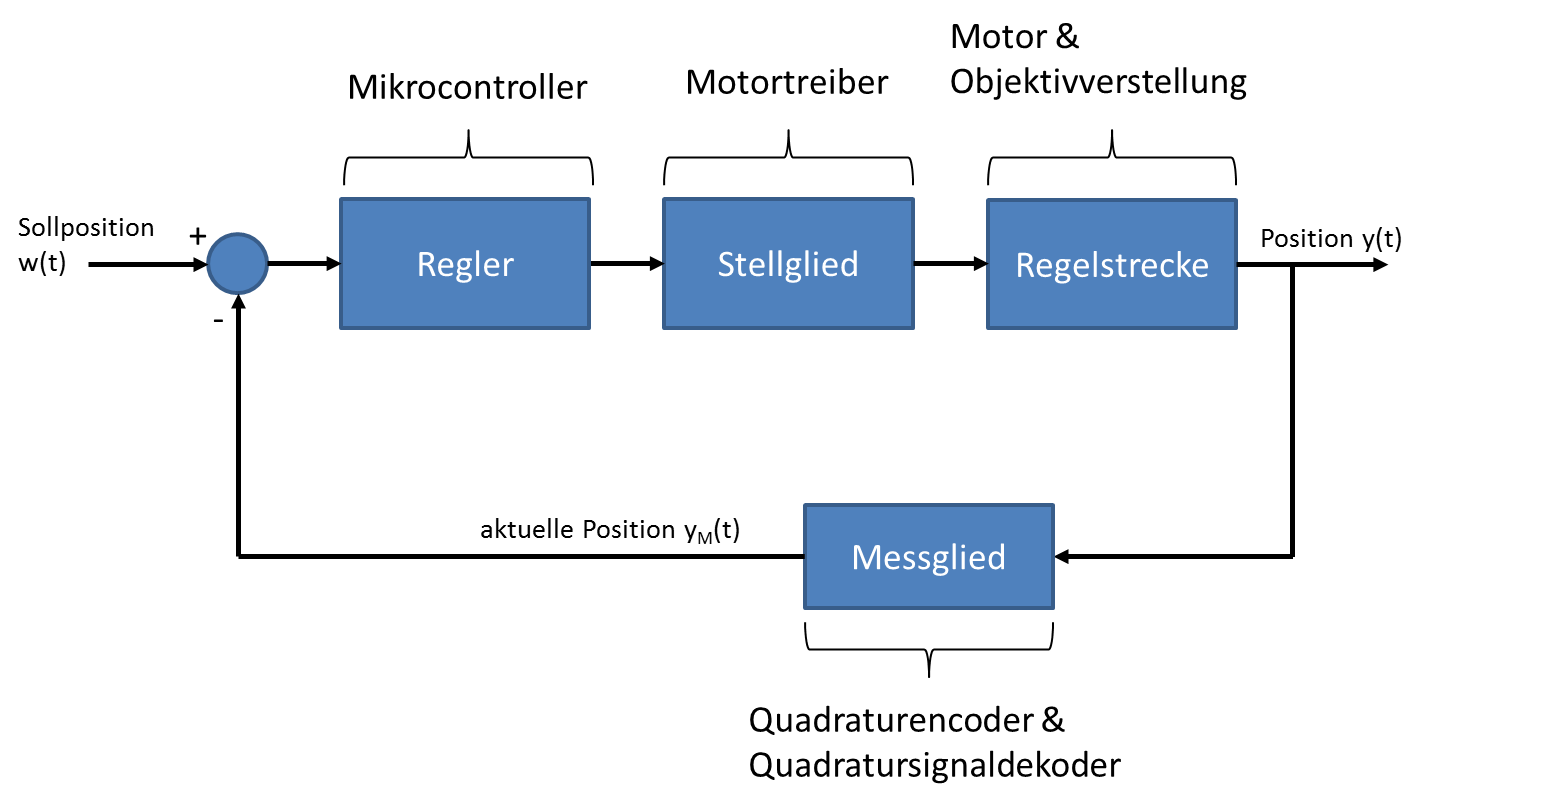 Motor &
Objektivverstellung
Mikrocontroller
Motortreiber
Sollposition
w(t)
+
-
Regler
Stellglied
Regelstrecke
Position y(t)
aktuelle Position yM(t)
Messglied
Quadraturencoder &
Quadratursignaldekoder